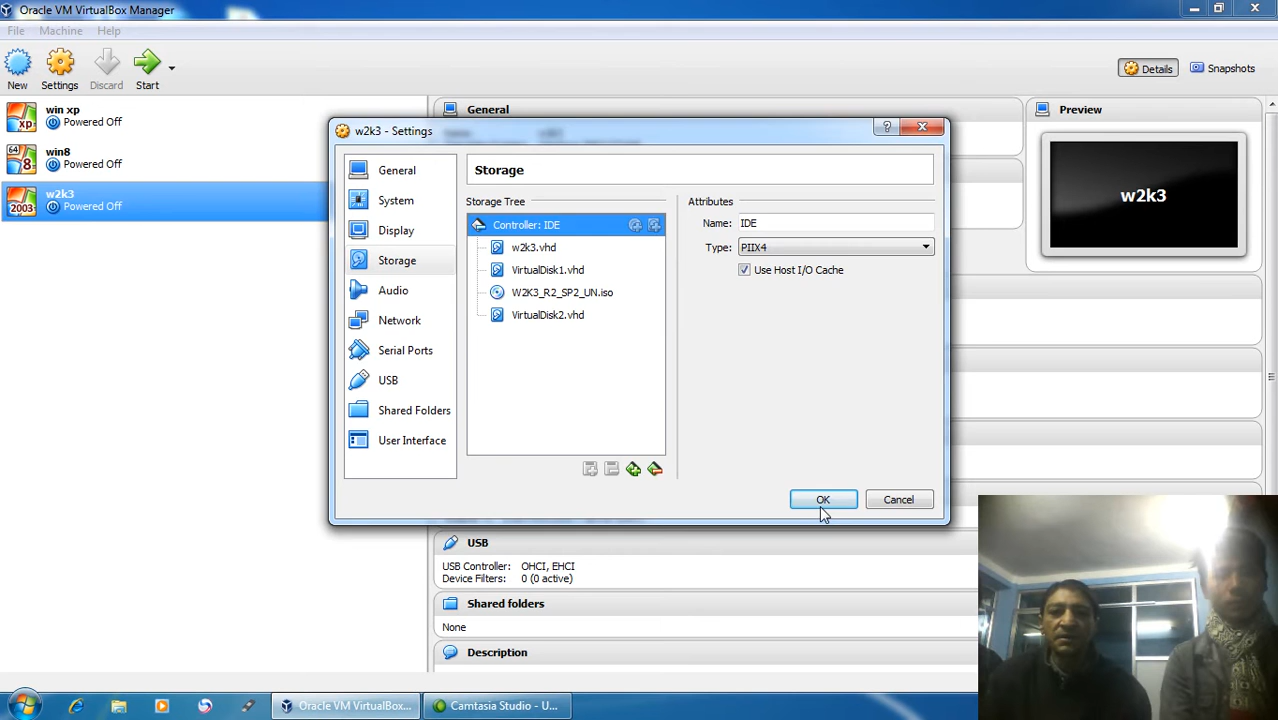 Oracle VM VirtualBox Manager
File Machine Help
New Settings Discard Start
Details Snapshots
win xp
Powered Off
64
win8
Powered Off
2003
w2k3
Powered Off
General
Preview
w2k3
w2k3 - Settings
General
System
Display
Storage
Audio
Network
Serial Ports
USB
Shared Folders
User Interface
Storage
Storage Tree
Controller: IDE
w2k3.vhd
VirtualDisk1.vhd
W2K3_R2_SP2_UN.iso
VirtualDisk2.vhd
Attributes
Name: IDE
Type: PIIX4
Use Host I/O Cache
OK Cancel
USB
USB Controller: OHCI, EHCI
Device Filters: 0 (0 active)
Shared folders
None
Description
Oracle VM VirtualBox... Camtasia Studio - U...